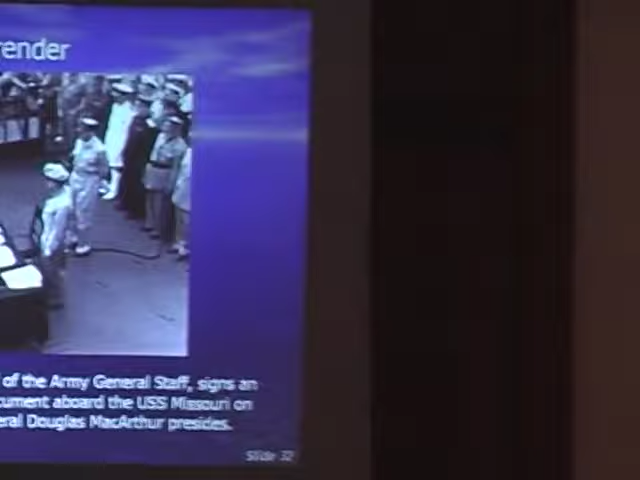 render
of the Army General Staff, signs an
cument aboard the USS Missouri on
eral Douglas MacArthur presides.
Slide 32